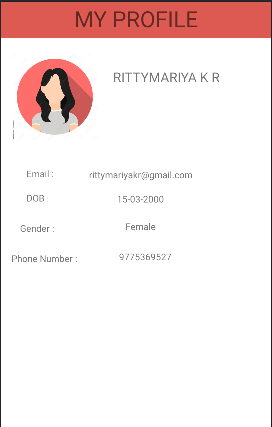 MY PROFILE
RITTYMARIYA K R
Email : rittymariyakr@gmail.com
DOB : 15-03-2000
Gender : Female
Phone Number : 9775369527